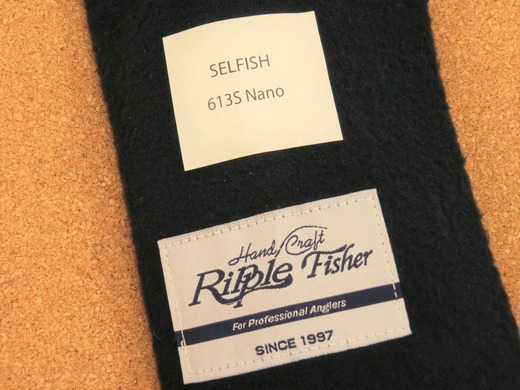 SELFISH
613S Nano
Hand Craft
Ripple Fisher
For Professional Anglers
SINCE 1997